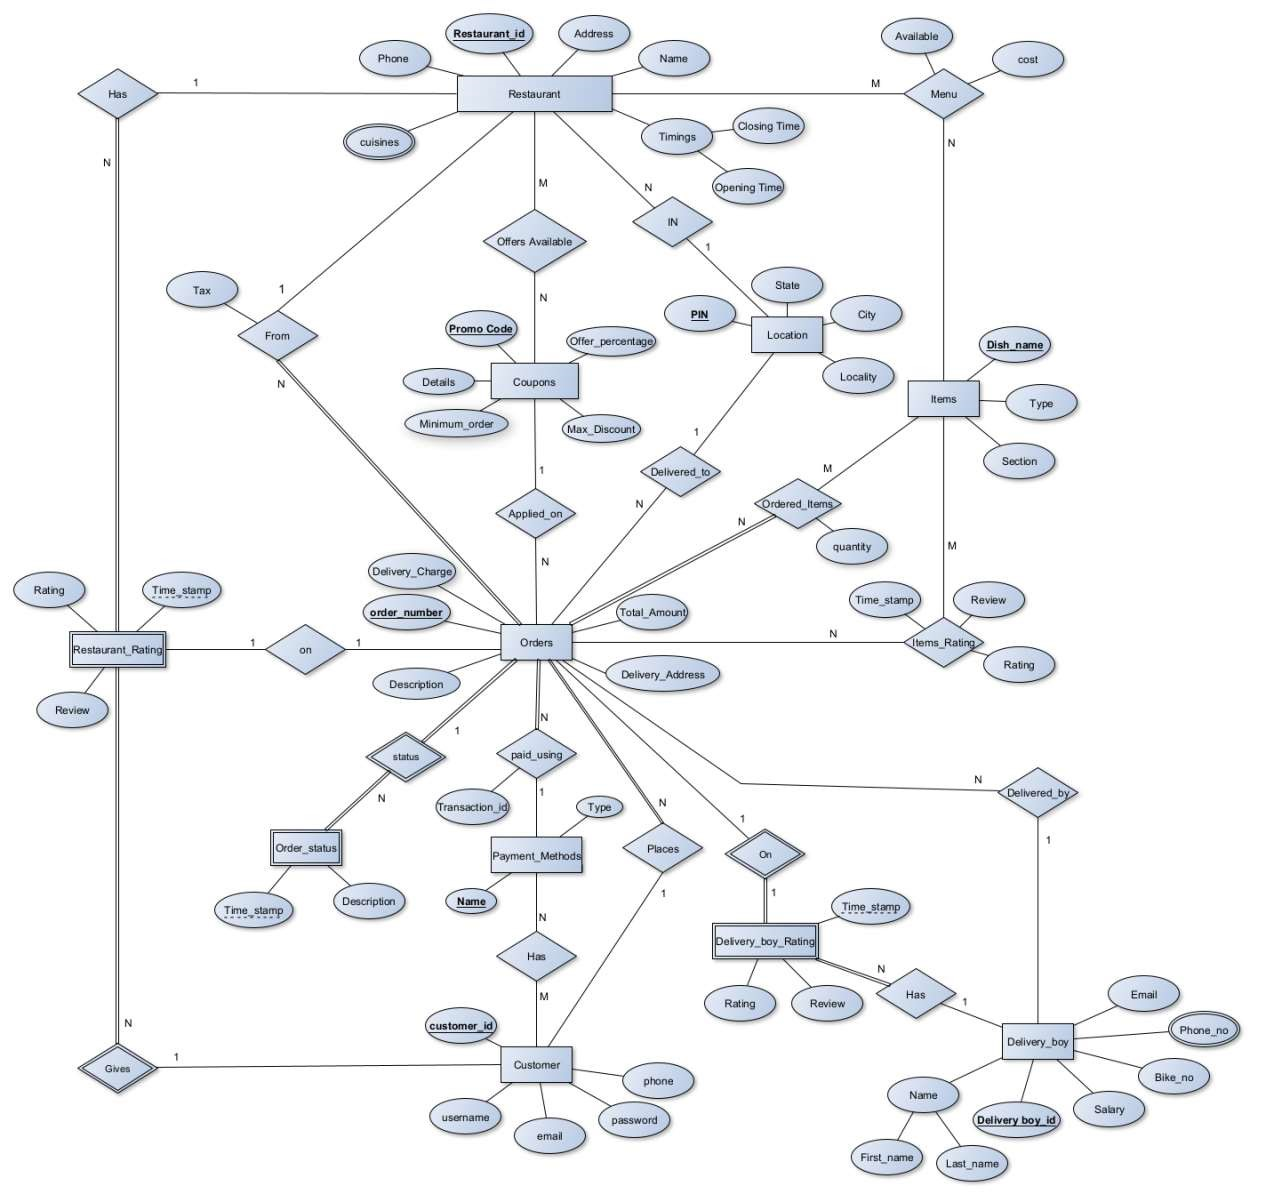 Available
Restaurant_id
Address
Phone
Name
cost
Has
1
Restaurant
M
Menu
Closing Time
Timings
cuisines
N
N
M
N
Opening Time
IN
Offers Available
1
State
Tax
1
N
PIN
City
Promo Code
From
Location
Offer_percentage
Dish_name
Locality
N
Details
Coupons
Items
Type
Minimum_order
Max_Discount
1
Section
1
M
Delivered_to
N
Ordered_Items
Applied_on
N
quantity
M
N
Delivery_Charge
Rating
Time_stamp
Time_stamp
Review
order_number
Total_Amount
N
1
1
Orders
Items_Rating
Restaurant_Rating
on
Rating
Delivery_Address
Description
Review
N
1
status
paid_using
N
Delivered_by
1
N
Transaction_id
Type
N
1
1
Order_status
Places
On
Payment_Methods
1
1
Name
Description
Time_stamp
Time_stamp
N
Delivery_boy_Rating
Has
N
M
Has
1
Email
Rating
Review
N
customer_id
Phone_no
Delivery_boy
1
Gives
Customer
phone
Bike_no
Name
Salary
username
password
Delivery boy_id
email
First_name
Last_name